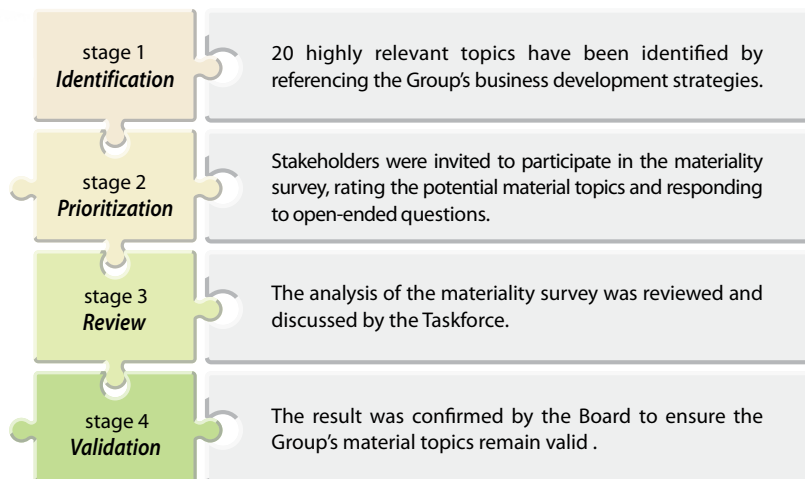 stage 1
Identification
20 highly relevant topics have been identified by
referencing the Group's business development strategies.
stage 2
Prioritization
Stakeholders were invited to participate in the materiality
survey, rating the potential material topics and responding
to open-ended questions.
stage 3
Review
The analysis of the materiality survey was reviewed and
discussed by the Taskforce.
stage 4
Validation
The result was confirmed by the Board to ensure the
Group's material topics remain valid .